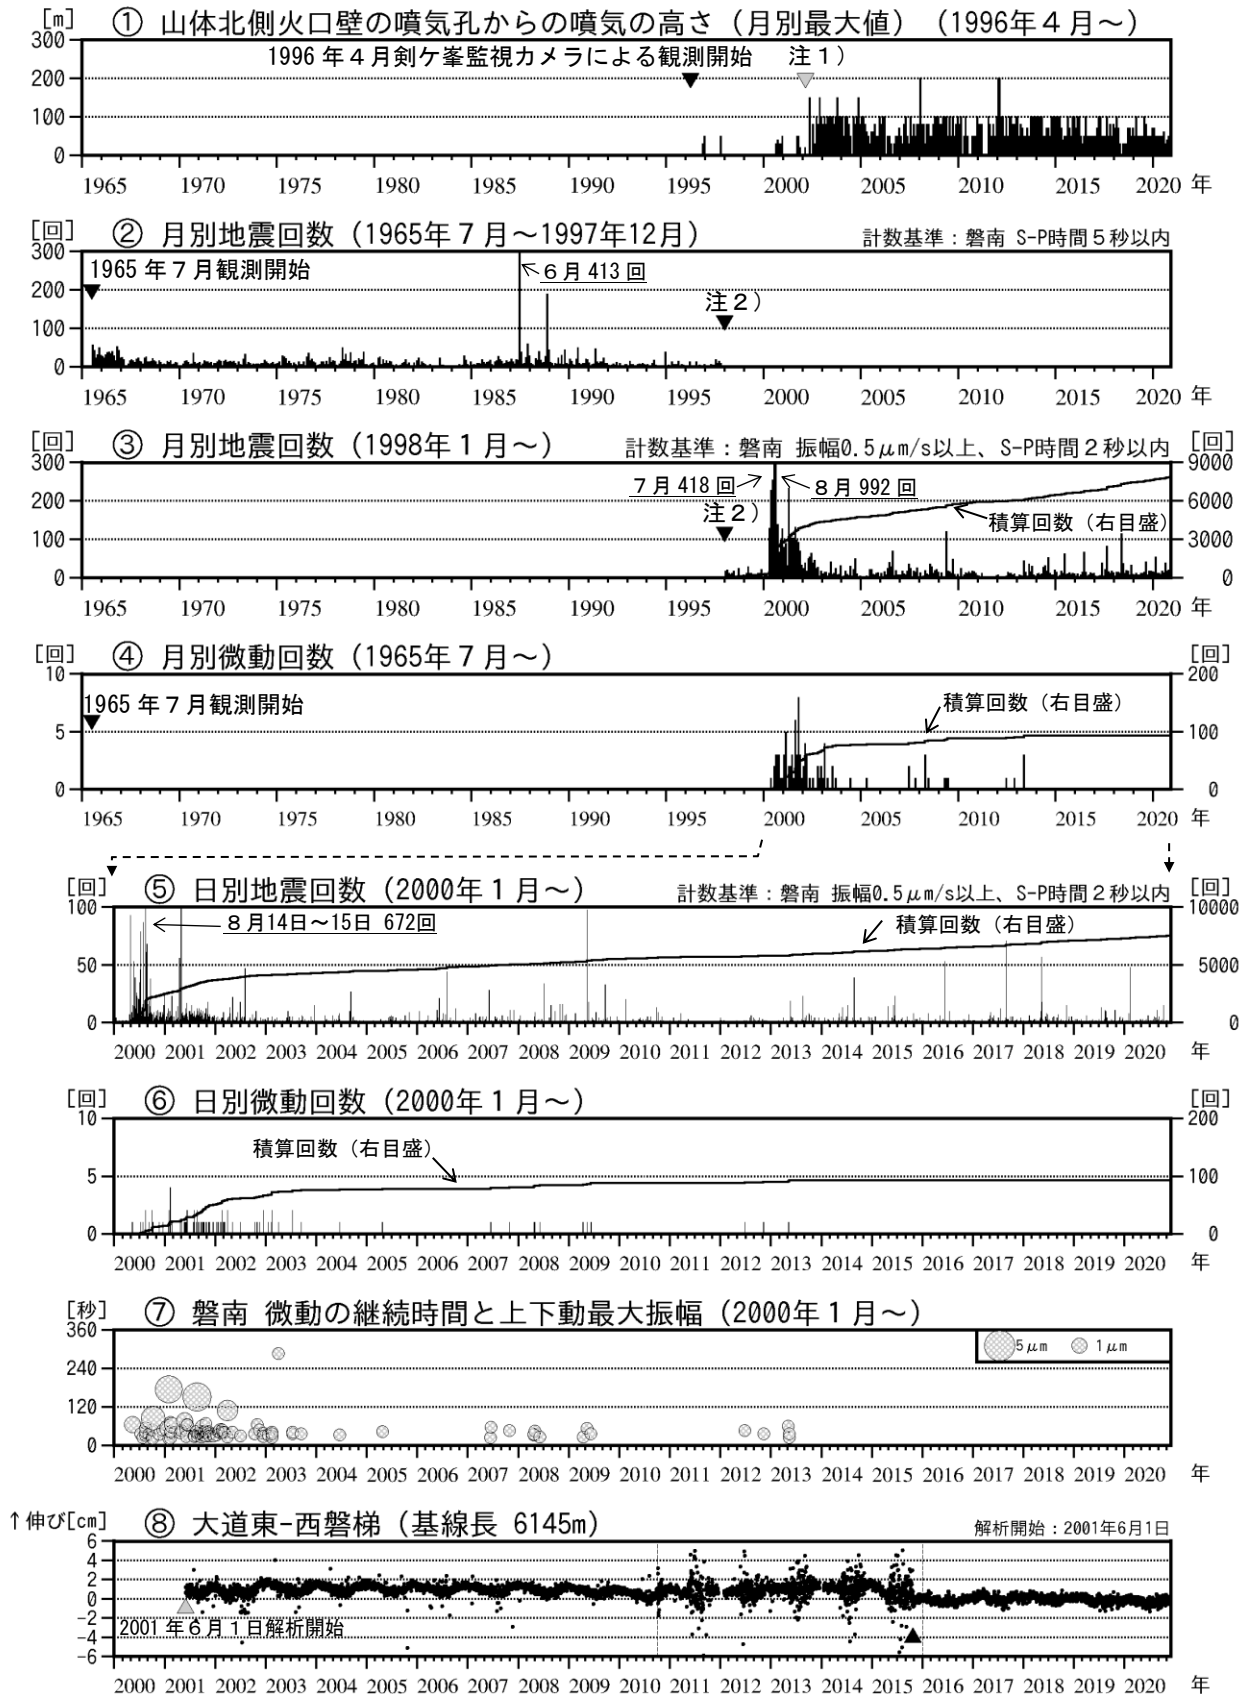 [m] ① 山体北側火口壁の噴気孔からの噴気の高さ（月別最大値）（1996年４月～）
300
1996 年４月剣ケ峯監視カメラによる観測開始 注１）
200
100
0
1965 1970 1975 1980 1985 1990 1995 2000 2005 2010 2015 2020 年
[回] ② 月別地震回数（1965年７月～1997年12月） 計数基準：磐南 S-P時間５秒以内
300
1965 年７月観測開始 ６月 413 回
200 注２）
100
0
1965 1970 1975 1980 1985 1990 1995 2000 2005 2010 2015 2020 年
[回] ③ 月別地震回数（1998年１月～） 計数基準：磐南 振幅0.5μm/s以上、S-P時間２秒以内 [回]
300 9000
７月 418 回 ８月 992 回
200 6000
注２） 積算回数（右目盛）
100 3000
0 0
1965 1970 1975 1980 1985 1990 1995 2000 2005 2010 2015 2020 年
[回] ④ 月別微動回数（1965年７月～） [回]
10 200
1965 年７月観測開始 積算回数（右目盛）
5 100
0 0
1965 1970 1975 1980 1985 1990 1995 2000 2005 2010 2015 2020 年
[回] ⑤ 日別地震回数（2000年１月～） 計数基準：磐南 振幅0.5μm/s以上、S-P時間２秒以内 [回]
100 10000
８月14日～15日 672回 積算回数（右目盛）
50 5000
0 0
2000 2001 2002 2003 2004 2005 2006 2007 2008 2009 2010 2011 2012 2013 2014 2015 2016 2017 2018 2019 2020 年
[回] ⑥ 日別微動回数（2000年１月～） [回]
10 200
積算回数（右目盛）
5 100
0 0
2000 2001 2002 2003 2004 2005 2006 2007 2008 2009 2010 2011 2012 2013 2014 2015 2016 2017 2018 2019 2020 年
[秒] ⑦ 磐南 微動の継続時間と上下動最大振幅（2000年１月～）
360
5μm 1μm
240
120
0
2000 2001 2002 2003 2004 2005 2006 2007 2008 2009 2010 2011 2012 2013 2014 2015 2016 2017 2018 2019 2020 年
↑伸び[cm] ⑧ 大道東-西磐梯（基線長 6145m） 解析開始：2001年6月1日
6
4
2
0
-2
2001 年６月１日解析開始
-4
-6
2000 2001 2002 2003 2004 2005 2006 2007 2008 2009 2010 2011 2012 2013 2014 2015 2016 2017 2018 2019 2020 年